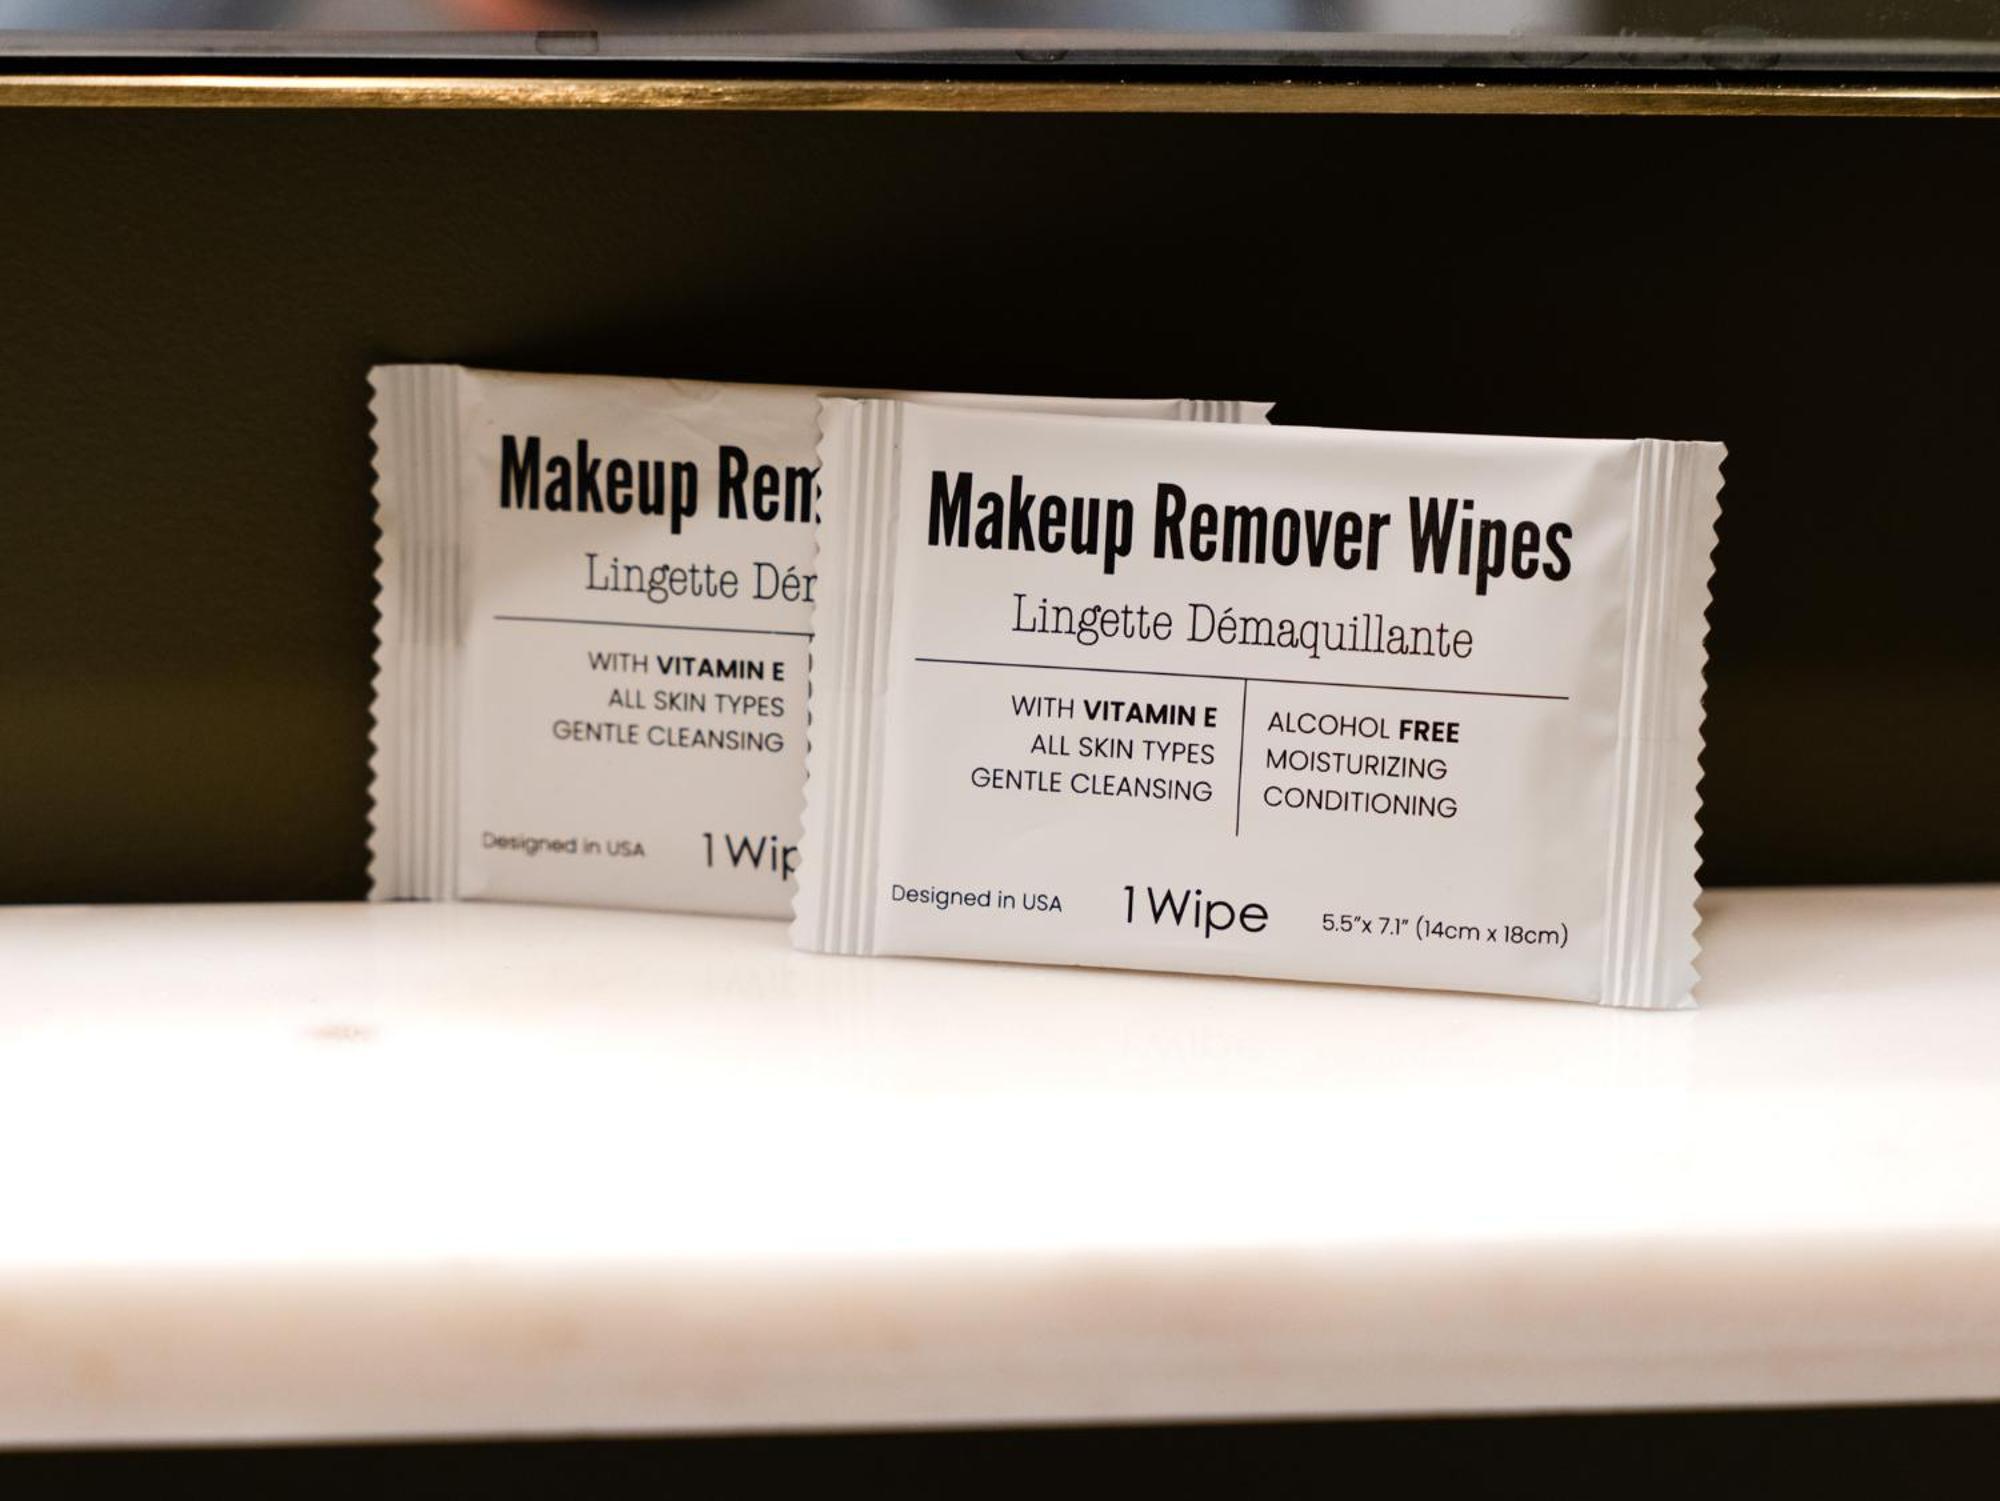 Makeup Rem
Lingette Dé
WITH VITAMIN E
ALL SKIN TYPES
GENTLE CLEANSING
Designed in USA
1 Wip
Makeup Remover Wipes
Lingette Démaquillante
WITH VITAMIN E
ALL SKIN TYPES
GENTLE CLEANSING
ALCOHOL FREE
MOISTURIZING
CONDITIONING
Designed in USA
1 Wipe
5.5"x 7.1" (14cm x 18cm)